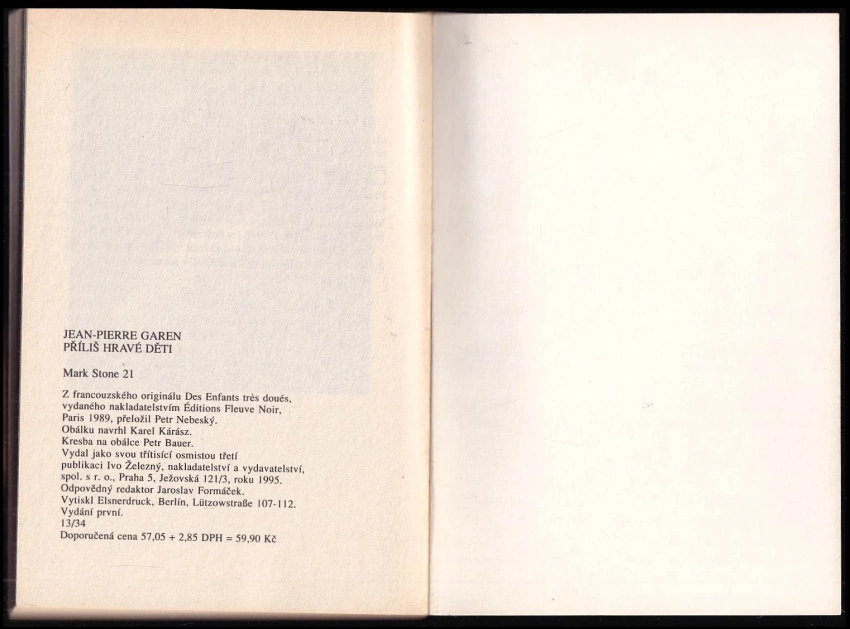 JEAN-PIERRE GAREN
PŘÍLIŠ HRAVÉ DĚTI
Mark Stone 21
Z francouzského originálu Des Enfants très doués,
vydaného nakladatelstvím Éditions Fleuve Noir,
Paris 1989, přeložil Petr Nebeský.
Obálku navrhl Karel Kárász.
Kresba na obálce Petr Bauer.
Vydal jako svou třítisící osmistou třetí
publikaci Ivo Železný, nakladatelství a vydavatelství,
spol. s r. o., Praha 5, Ježovská 121/3, roku 1995.
Odpovědný redaktor Jaroslav Formáček.
Vytiskl Elsnerdruck, Berlín, Lützowstraße 107-112.
Vydání první.
13/34
Doporučená cena 57,05 + 2,85 DPH = 59,90 Kč